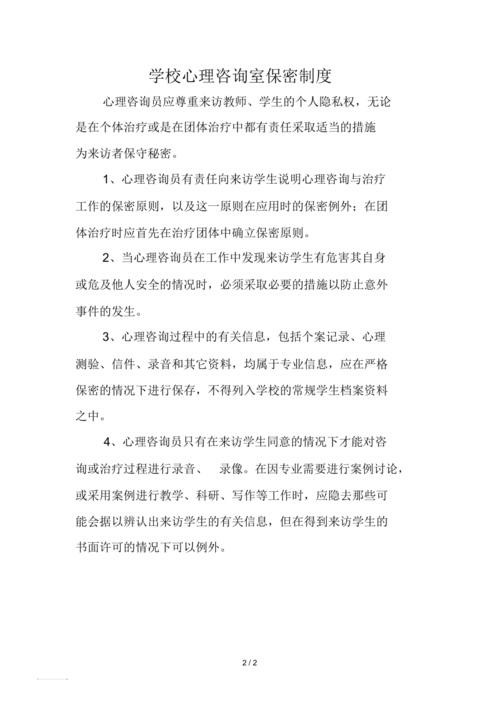 学校心理咨询室保密制度
心理咨询员应尊重来访教师、学生的个人隐私权，无论
是在个体治疗或是在团体治疗中都有责任采取适当的措施
为来访者保守秘密。
1、心理咨询员有责任向来访学生说明心理咨询与治疗
工作的保密原则，以及这一原则在应用时的保密例外；在团
体治疗时应首先在治疗团体中确立保密原则。
2、当心理咨询员在工作中发现来访学生有危害其自身
或危及他人安全的情况时，必须采取必要的措施以防止意外
事件的发生。
3、心理咨询过程中的有关信息，包括个案记录、心理
测验、信件、录音和其它资料，均属于专业信息，应在严格
保密的情况下进行保存，不得列入学校的常规学生档案资料
之中。
4、心理咨询员只有在来访学生同意的情况下才能对咨
询或治疗过程进行录音、 录像。在因专业需要进行案例讨论，
或采用案例进行教学、科研、写作等工作时，应隐去那些可
能会据以辨认出来访学生的有关信息，但在得到来访学生的
书面许可的情况下可以例外。
2 / 2